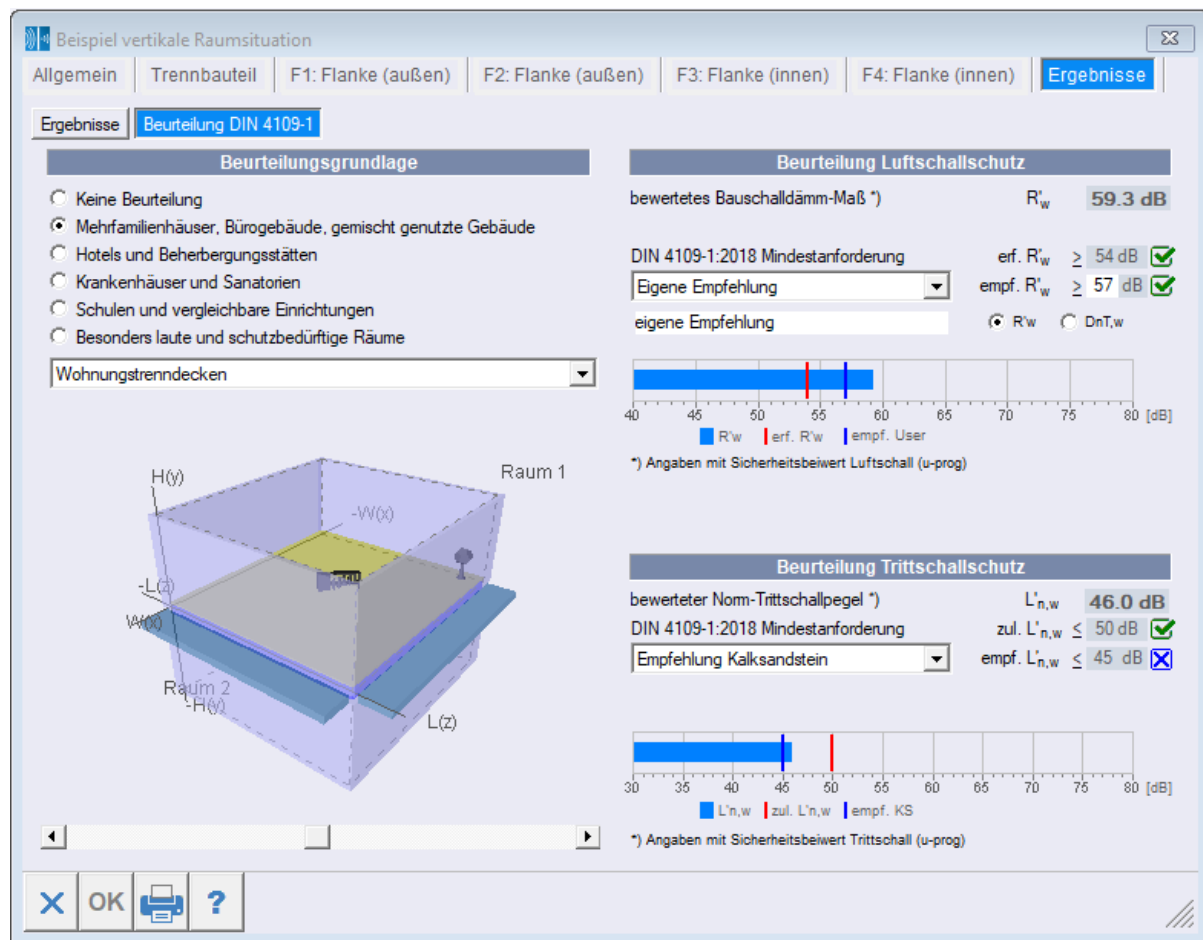 Beispiel vertikale Raumsituation
Allgemein Trennbauteil F1: Flanke (außen) F2: Flanke (außen) F3: Flanke (innen) F4: Flanke (innen) Ergebnisse
Ergebnisse Beurteilung DIN 4109-1
Beurteilungsgrundlage
Keine Beurteilung
Mehrfamilienhäuser, Bürogebäude, gemischt genutzte Gebäude
Hotels und Beherbergungsstätten
Krankenhäuser und Sanatorien
Schulen und vergleichbare Einrichtungen
Besonders laute und schutzbedürftige Räume
Wohnungstrenndecken
H(y)
Raum 1
-W(x)
-L(z)
W(x)
Raum 2
-H(y)
L(z)
Beurteilung Luftschallschutz
bewertetes Bauschalldämm-Maß *) R'w 59.3 dB
DIN 4109-1:2018 Mindestanforderung erf. R'w ≥ 54 dB
Eigene Empfehlung empf. R'w ≥ 57 dB
eigene Empfehlung R'w DnT,w
40 45 50 55 60 65 70 75 80 [dB]
R'w erf. R'w empf. User
*) Angaben mit Sicherheitsbeiwert Luftschall (u-prog)
Beurteilung Trittschallschutz
bewerteter Norm-Trittschallpegel *) L'n,w 46.0 dB
DIN 4109-1:2018 Mindestanforderung zul. L'n,w ≤ 50 dB
Empfehlung Kalksandstein empf. L'n,w ≤ 45 dB
30 35 40 45 50 55 60 65 70 75 80 [dB]
L'n,w zul. L'n,w empf. KS
*) Angaben mit Sicherheitsbeiwert Trittschall (u-prog)
OK ?